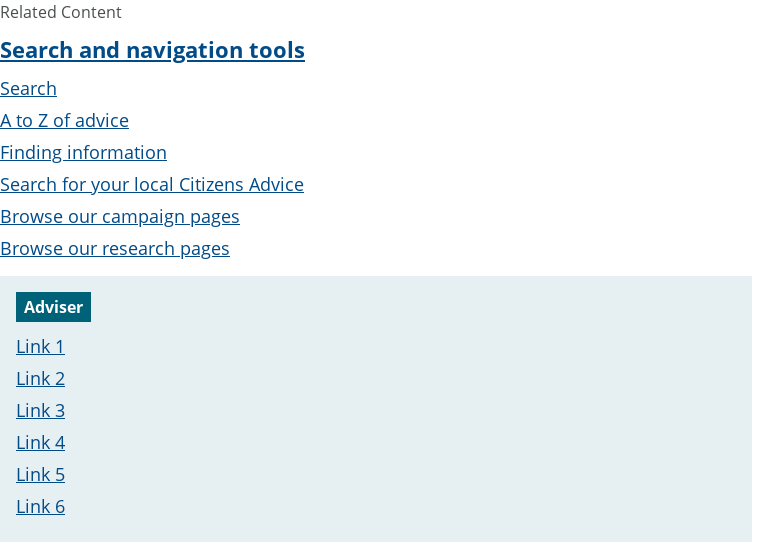 Related Content
Search and navigation tools
Search
A to Z of advice
Finding information
Search for your local Citizens Advice
Browse our campaign pages
Browse our research pages
Adviser
Link 1
Link 2
Link 3
Link 4
Link 5
Link 6